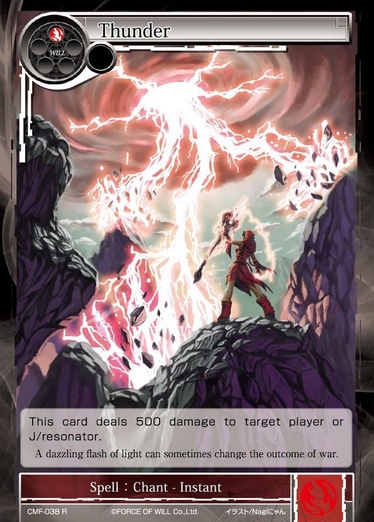 Thunder
WILL
This card deals 500 damage to target player or
J/resonator.
A dazzling flash of light can sometimes change the outcome of war.
Spell : Chant - Instant
CMF-038 R ©FORCE OF WILL Co.,Ltd. イラスト/Nagiにゃん